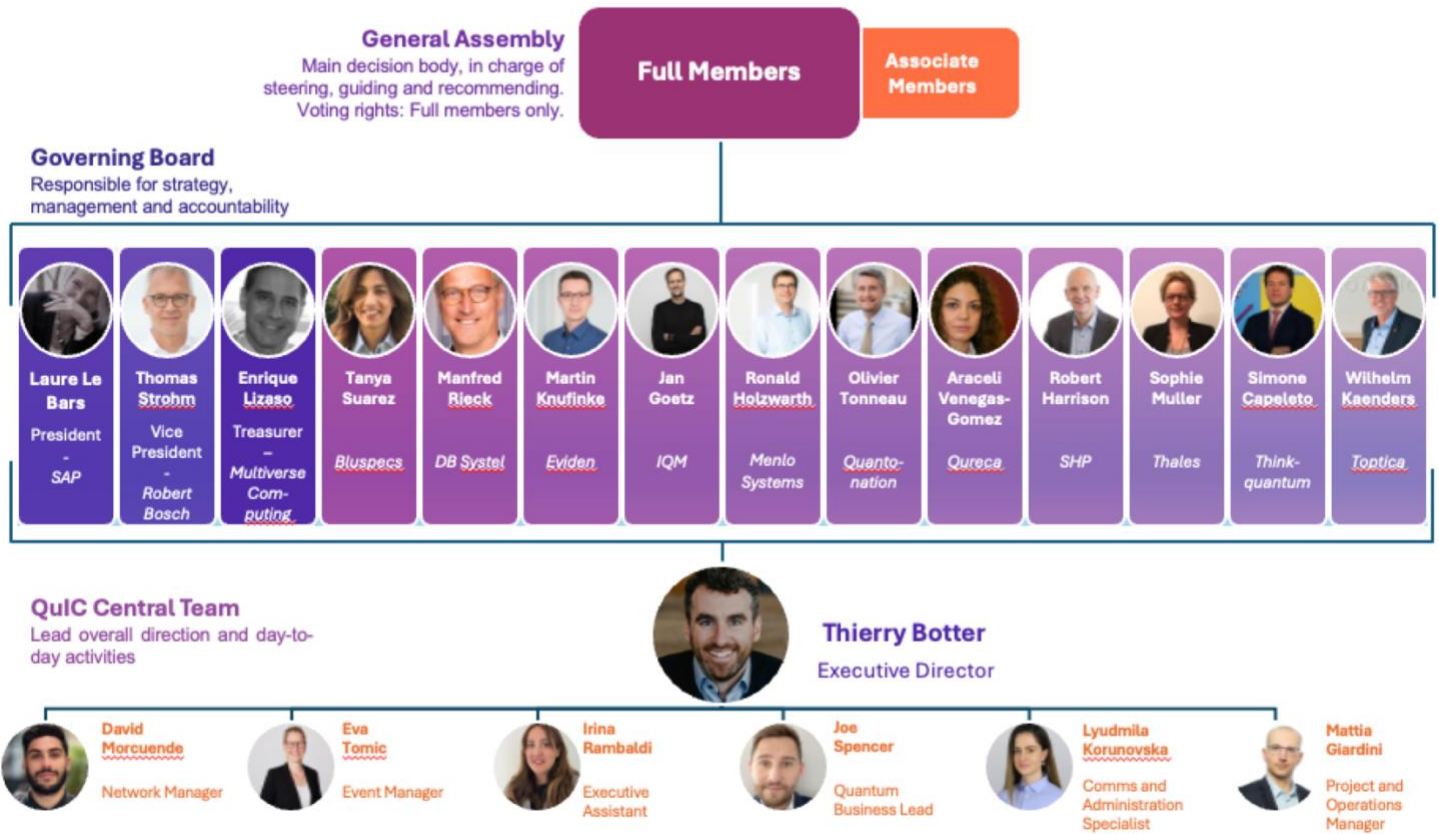 General Assembly
Main decision body, in charge of
steering, guiding and recommending.
Voting rights: Full members only.
Full Members
Associate
Members
Governing Board
Responsible for strategy,
management and accountability
Laure Le
Bars
President
-
SAP
Thomas
Strohm
Vice
President
-
Robert
Bosch
Enrique
Lizaso
Treasurer
–
Multiverse
Com-
puting
Tanya
Suarez
Bluspecs
Manfred
Rieck
DB Systel
Martin
Knufinke
Eviden
Jan
Goetz
IQM
Ronald
Holzwarth
Menlo
Systems
Olivier
Tonneau
Quanto-
nation
Araceli
Venegas-
Gomez
Qureca
Robert
Harrison
SHP
Sophie
Muller
Thales
Simone
Capeleto
Think-
quantum
Wilhelm
Kaenders
Toptica
QuIC Central Team
Lead overall direction and day-to-
day activities
Thierry Botter
Executive Director
David
Morcuende
Network Manager
Eva
Tomic
Event Manager
Irina
Rambaldi
Executive
Assistant
Joe
Spencer
Quantum
Business Lead
Lyudmila
Korunovska
Comms and
Administration
Specialist
Mattia
Giardini
Project and
Operations
Manager